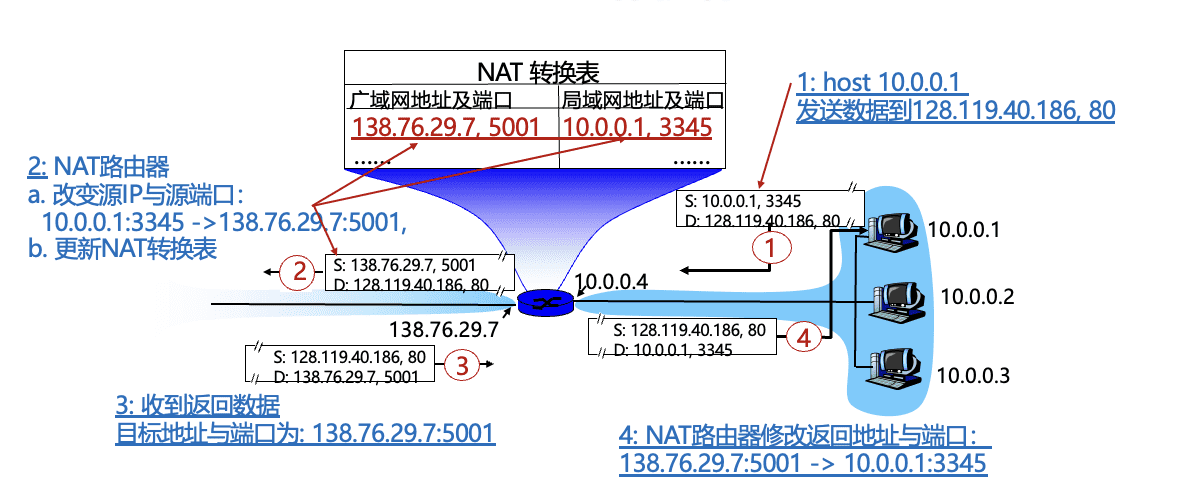 NAT 转换表
广域网地址及端口 局域网地址及端口
138.76.29.7, 5001 10.0.0.1, 3345
...... ......
1: host 10.0.0.1
发送数据到128.119.40.186, 80
2: NAT路由器
a. 改变源IP与源端口：
10.0.0.1:3345 ->138.76.29.7:5001,
b. 更新NAT转换表
S: 10.0.0.1, 3345
D: 128.119.40.186, 80
1
10.0.0.1
S: 138.76.29.7, 5001
D: 128.119.40.186, 80
2
10.0.0.4
10.0.0.2
138.76.29.7
S: 128.119.40.186, 80
D: 10.0.0.1, 3345
4
S: 128.119.40.186, 80
D: 138.76.29.7, 5001
3
10.0.0.3
3: 收到返回数据
目标地址与端口为: 138.76.29.7:5001
4: NAT路由器修改返回地址与端口：
138.76.29.7:5001 -> 10.0.0.1:3345